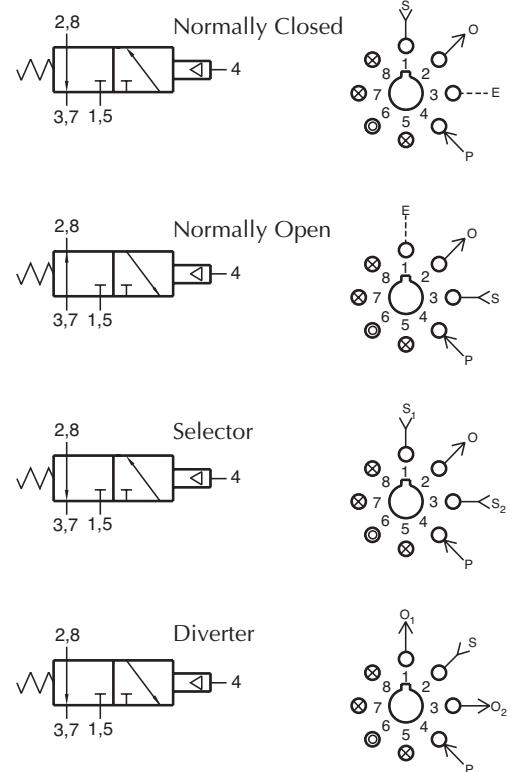 Normally Closed
2,8
4
3,7 1,5
S
O
1
8 2
7 3 E
6 4
5
P
Normally Open
2,8
4
3,7 1,5
E
O
1
8 2
7 3 S
6 4
5
P
Selector
2,8
4
3,7 1,5
S1
O
1
8 2
7 3 S2
6 4
5
P
Diverter
2,8
4
3,7 1,5
O1
S
1
8 2
7 3 O2
6 4
5
P